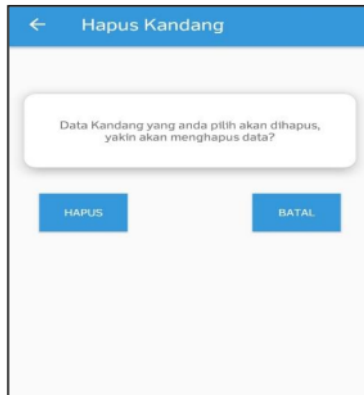 Hapus Kandang
Data Kandang yang anda pilih akan dihapus,
yakin akan menghapus data?
HAPUS
BATAL